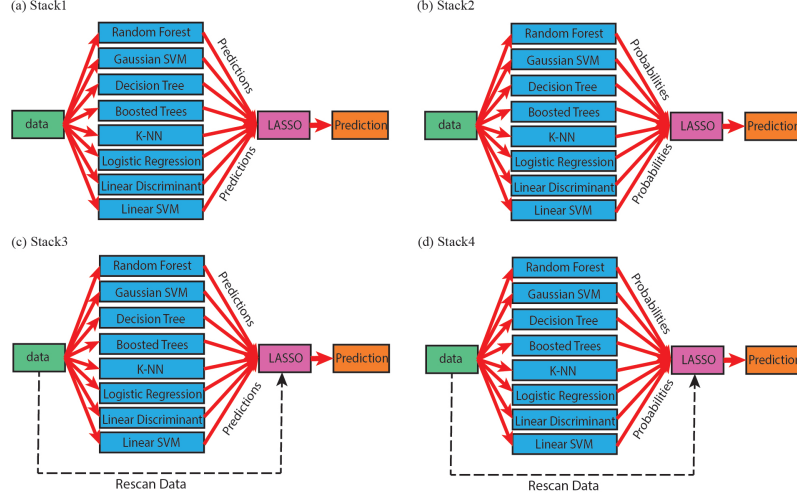 (a) Stack1
Random Forest
Gaussian SVM
Decision Tree
Boosted Trees
K-NN
Logistic Regression
Linear Discriminant
Linear SVM
data
Predictions
Predictions
LASSO
Prediction
(b) Stack2
Random Forest
Gaussian SVM
Decision Tree
Boosted Trees
K-NN
Logistic Regression
Linear Discriminant
Linear SVM
data
Probabilities
Probabilities
LASSO
Prediction
(c) Stack3
Random Forest
Gaussian SVM
Decision Tree
Boosted Trees
K-NN
Logistic Regression
Linear Discriminant
Linear SVM
data
Predictions
Predictions
LASSO
Prediction
Rescan Data
(d) Stack4
Random Forest
Gaussian SVM
Decision Tree
Boosted Trees
K-NN
Logistic Regression
Linear Discriminant
Linear SVM
data
Probabilities
Probabilities
LASSO
Prediction
Rescan Data